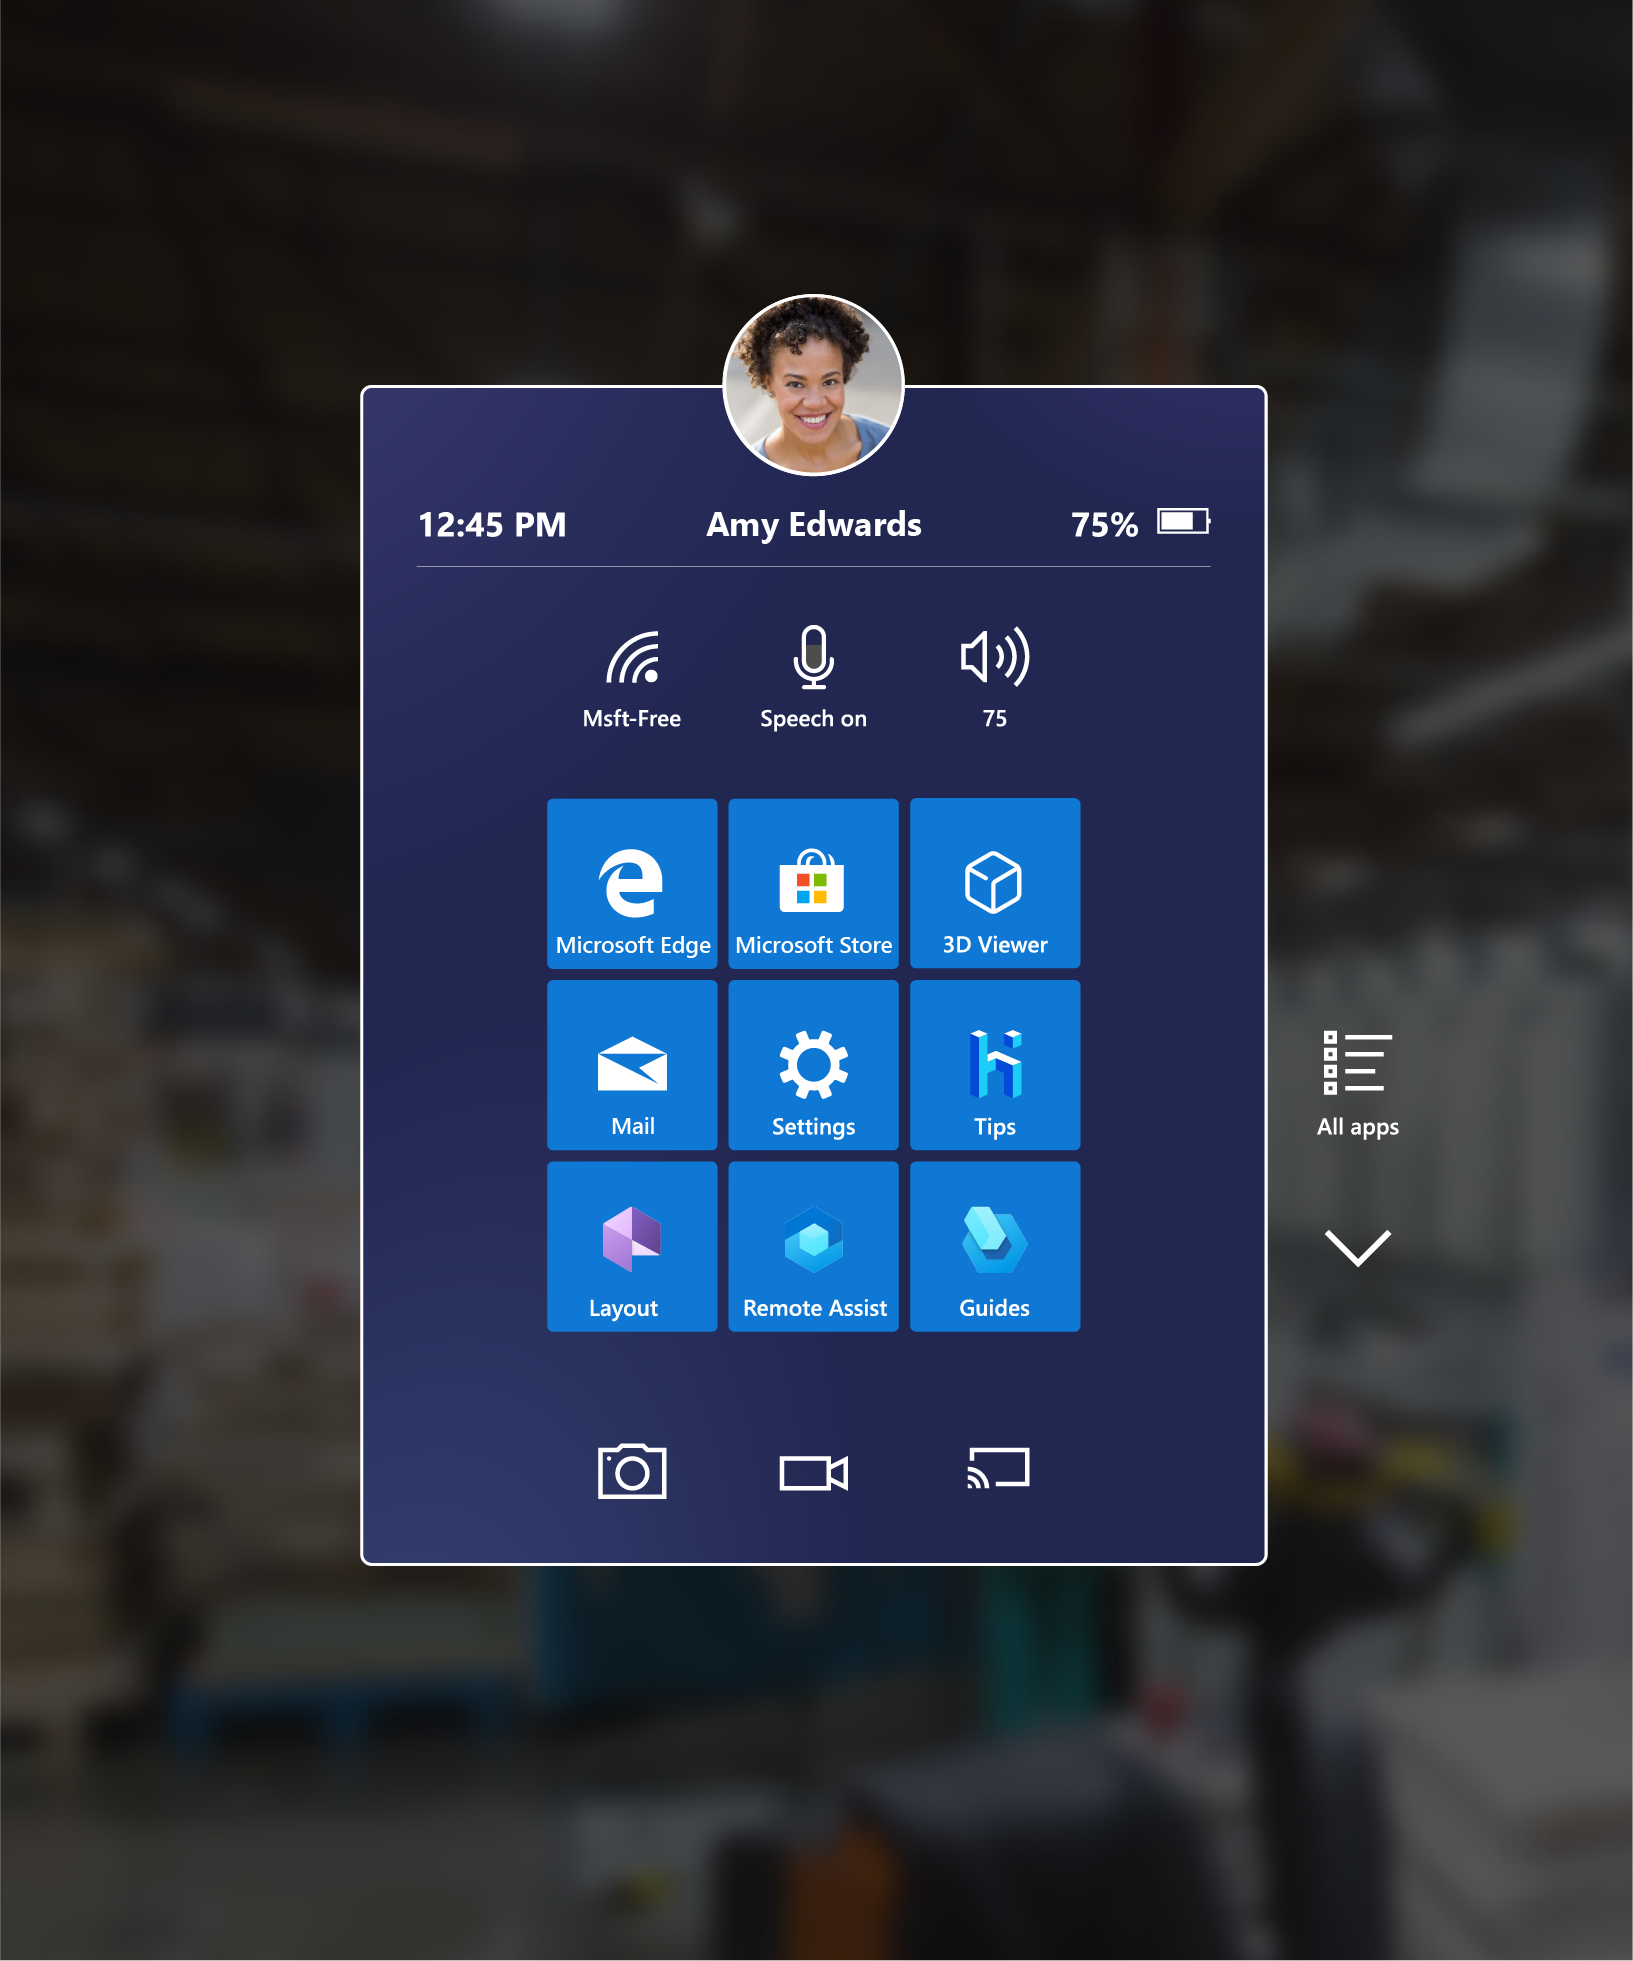 12:45 PM Amy Edwards 75%
Msft-Free Speech on 75
Microsoft Edge Microsoft Store 3D Viewer
Mail Settings Tips
All apps
Layout Remote Assist Guides